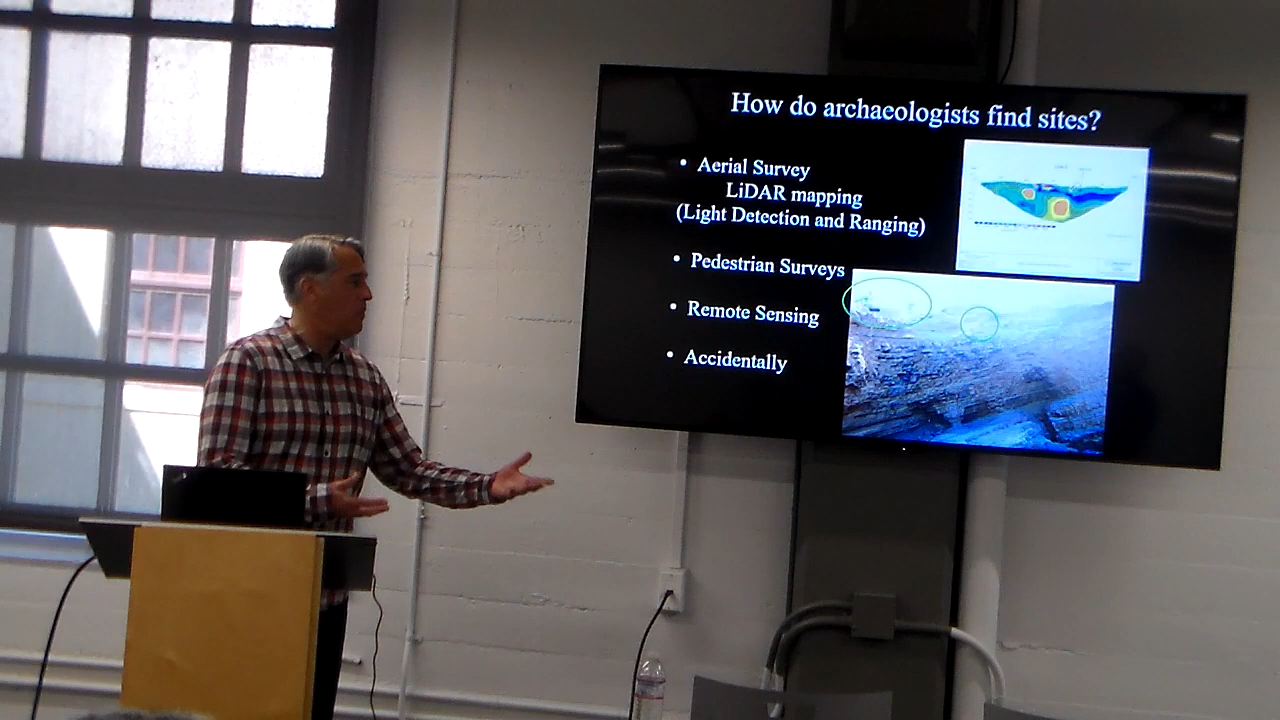 How do archaeologists find sites?
• Aerial Survey
LiDAR mapping
(Light Detection and Ranging)
• Pedestrian Surveys
• Remote Sensing
• Accidentally